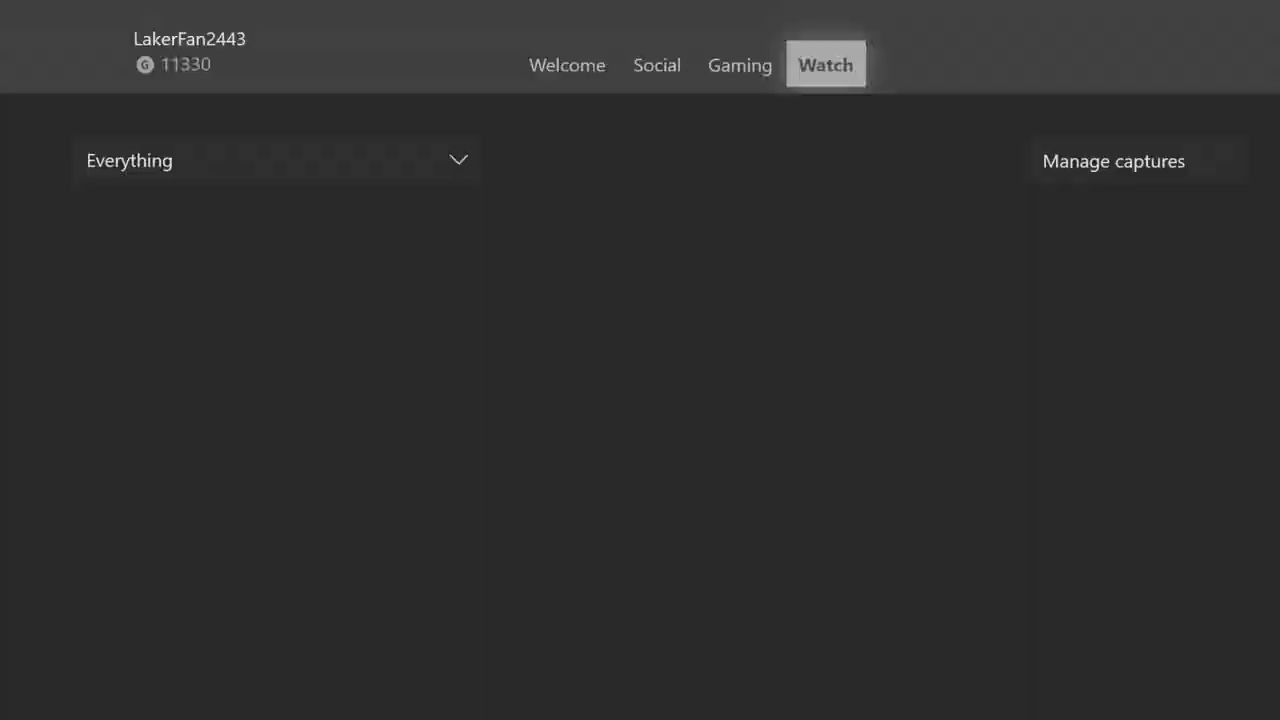 LakerFan2443
G 11330
Welcome Social Gaming Watch
Everything
Manage captures